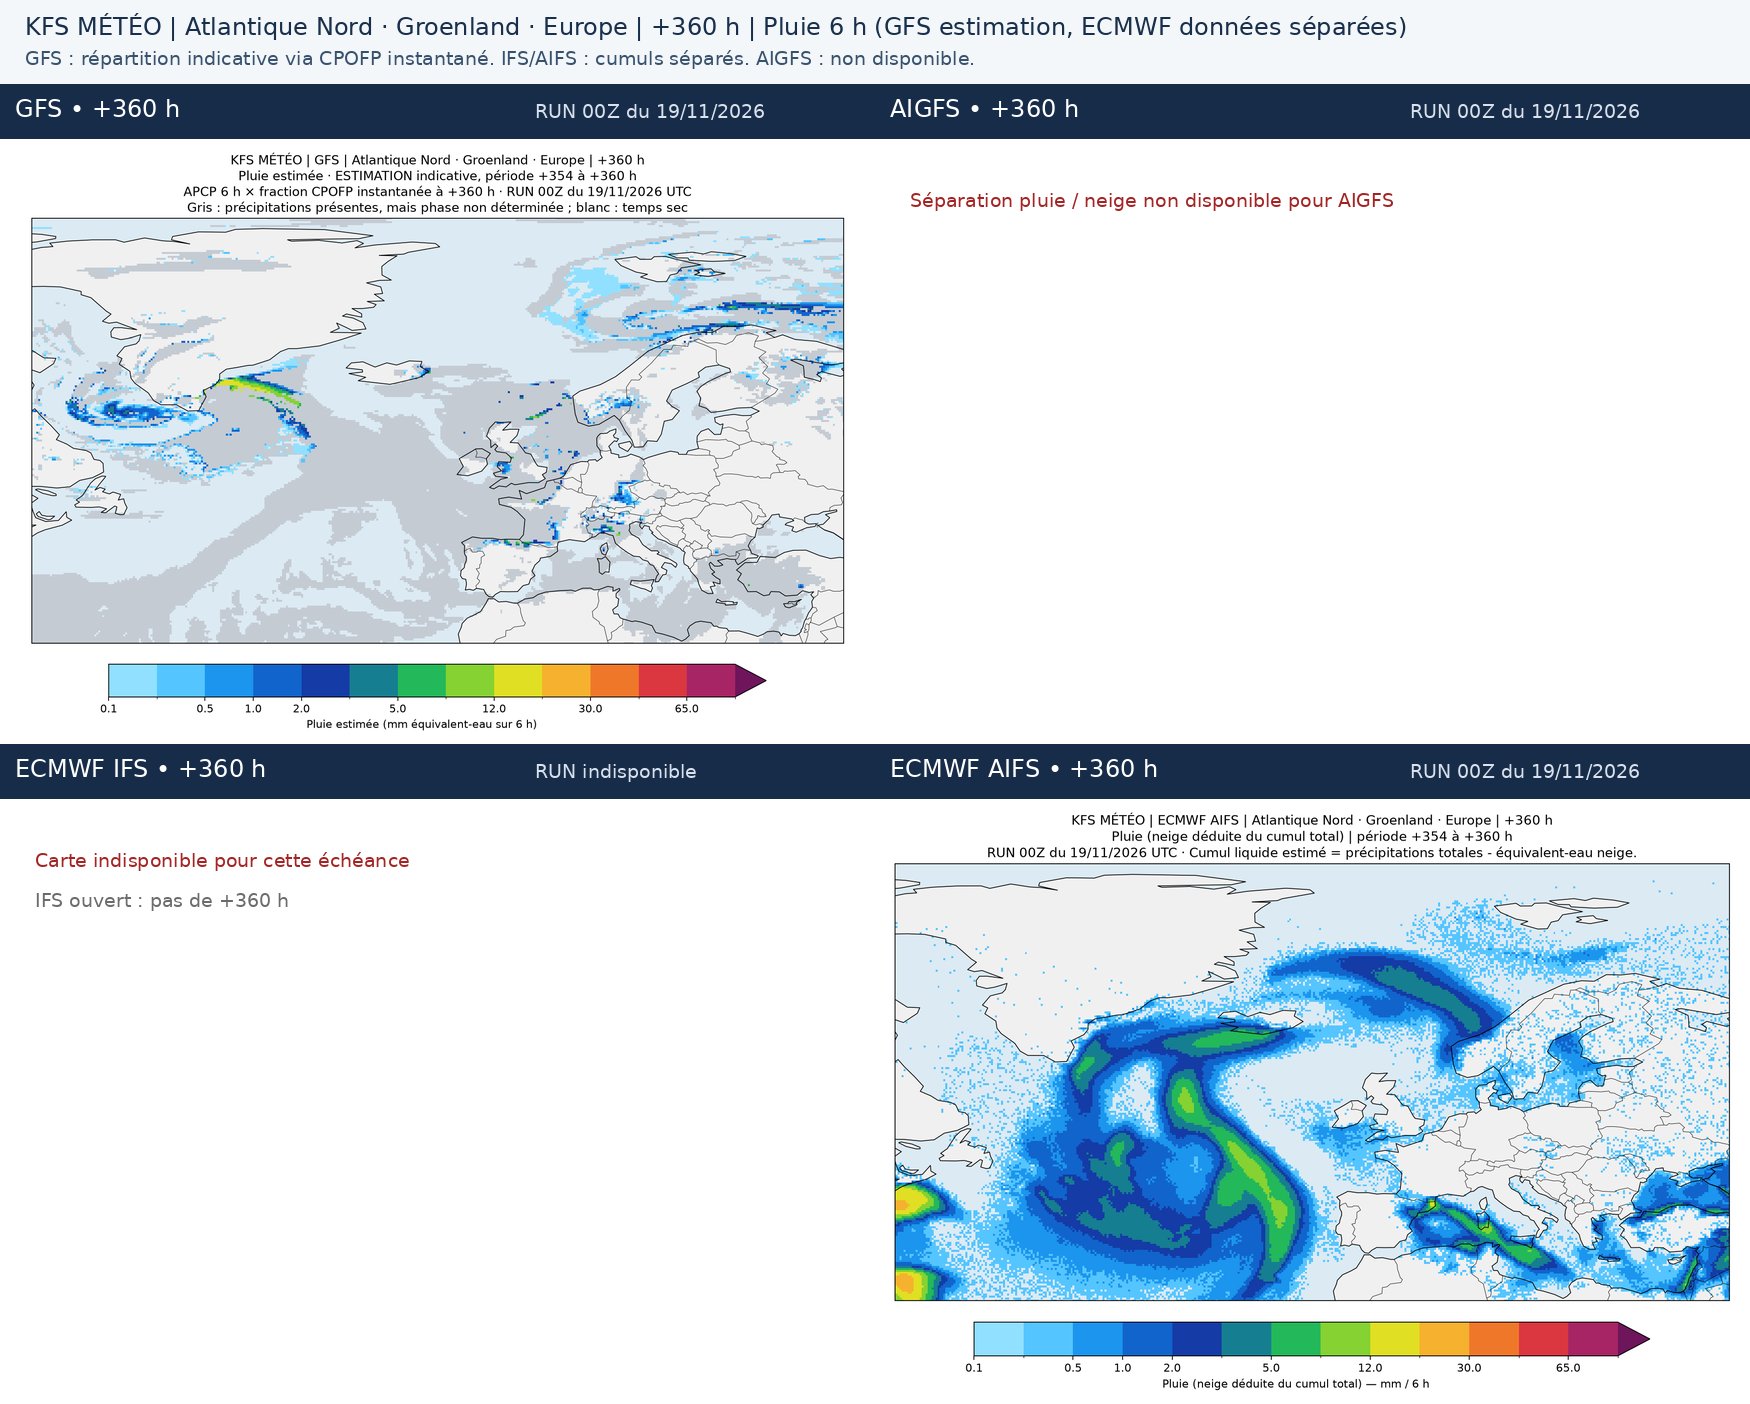 KFS MÉTÉO | Atlantique Nord · Groenland · Europe | +360 h | Pluie 6 h (GFS estimation, ECMWF données séparées)
GFS : répartition indicative via CPOFP instantané. IFS/AIFS : cumuls séparés. AIGFS : non disponible.
GFS • +360 h
RUN 00Z du 19/11/2026
AIGFS • +360 h
RUN 00Z du 19/11/2026
KFS MÉTÉO | GFS | Atlantique Nord · Groenland · Europe | +360 h
Pluie estimée · ESTIMATION indicative, période +354 à +360 h
APCP 6 h × fraction CPOFP instantanée à +360 h · RUN 00Z du 19/11/2026 UTC
Gris : précipitations présentes, mais phase non déterminée ; blanc : temps sec
Séparation pluie / neige non disponible pour AIGFS
0.1 0.5 1.0 2.0 5.0 12.0 30.0 65.0
Pluie estimée (mm équivalent-eau sur 6 h)
ECMWF IFS • +360 h
RUN indisponible
ECMWF AIFS • +360 h
RUN 00Z du 19/11/2026
Carte indisponible pour cette échéance
IFS ouvert : pas de +360 h
KFS MÉTÉO | ECMWF AIFS | Atlantique Nord · Groenland · Europe | +360 h
Pluie (neige déduite du cumul total) | période +354 à +360 h
RUN 00Z du 19/11/2026 UTC · Cumul liquide estimé = précipitations totales - équivalent-eau neige.
0.1 0.5 1.0 2.0 5.0 12.0 30.0 65.0
Pluie (neige déduite du cumul total) — mm / 6 h